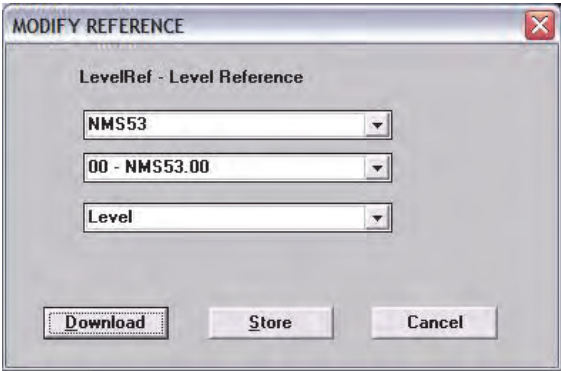 MODIFY REFERENCE
LevelRef - Level Reference
NMS53
00 - NMS53.00
Level
Download Store Cancel